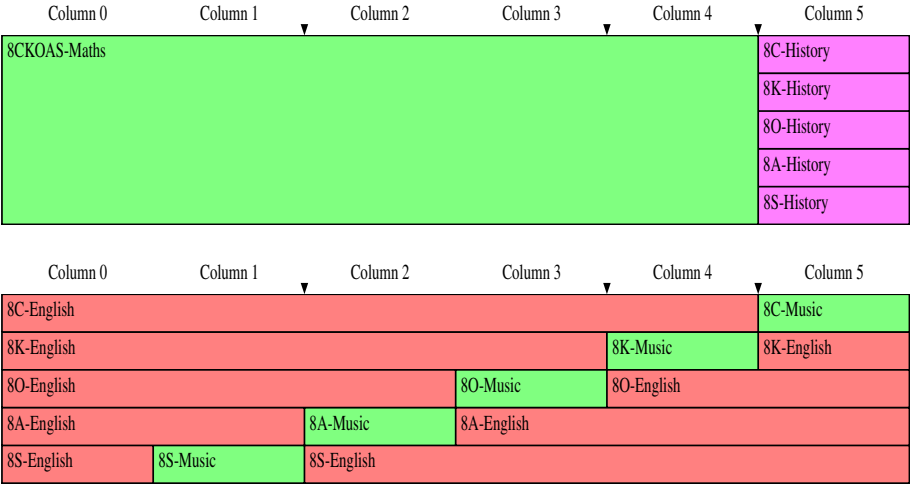 Column 0 Column 1 Column 2 Column 3 Column 4 Column 5
8CKOAS-Maths 8C-History
8K-History
8O-History
8A-History
8S-History
Column 0 Column 1 Column 2 Column 3 Column 4 Column 5
8C-English 8C-Music
8K-English 8K-Music 8K-English
8O-English 8O-Music 8O-English
8A-English 8A-Music 8A-English
8S-English 8S-Music 8S-English